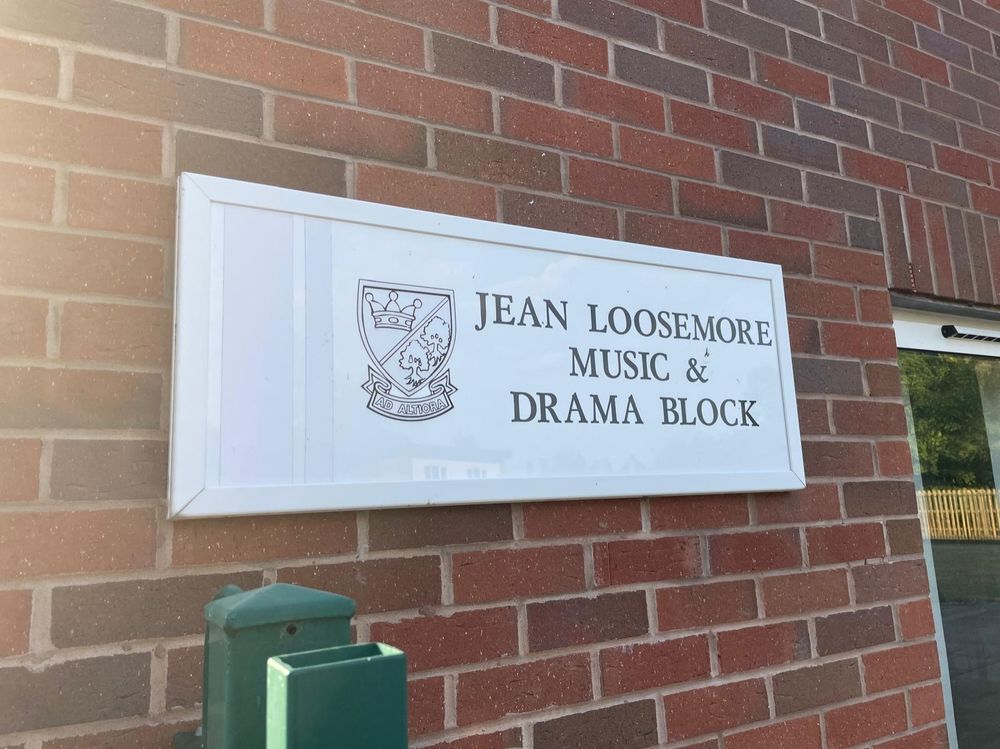 AD ALTIORA
JEAN LOOSEMORE
MUSIC &
DRAMA BLOCK